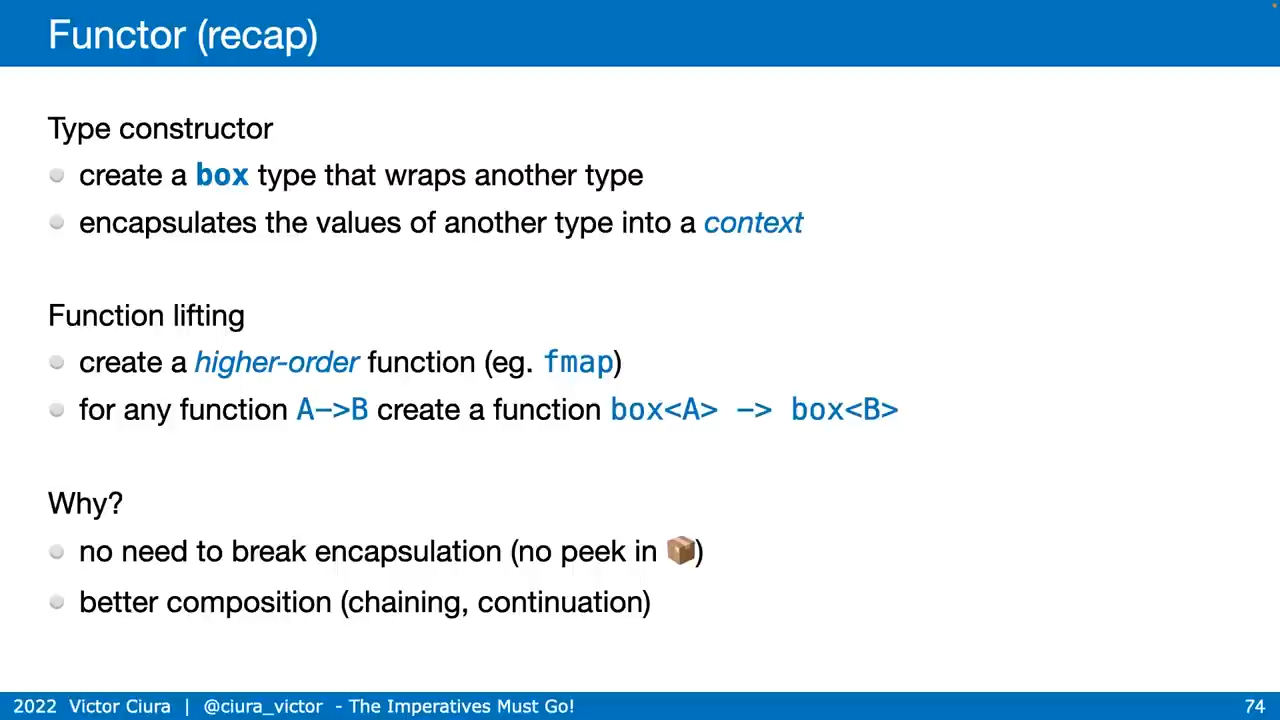 Functor (recap)
Type constructor
create a box type that wraps another type
encapsulates the values of another type into a context
Function lifting
create a higher-order function (eg. fmap)
for any function A->B create a function box<A> -> box<B>
Why?
no need to break encapsulation (no peek in 📦)
better composition (chaining, continuation)
2022 Victor Ciura | @ciura_victor - The Imperatives Must Go! 74